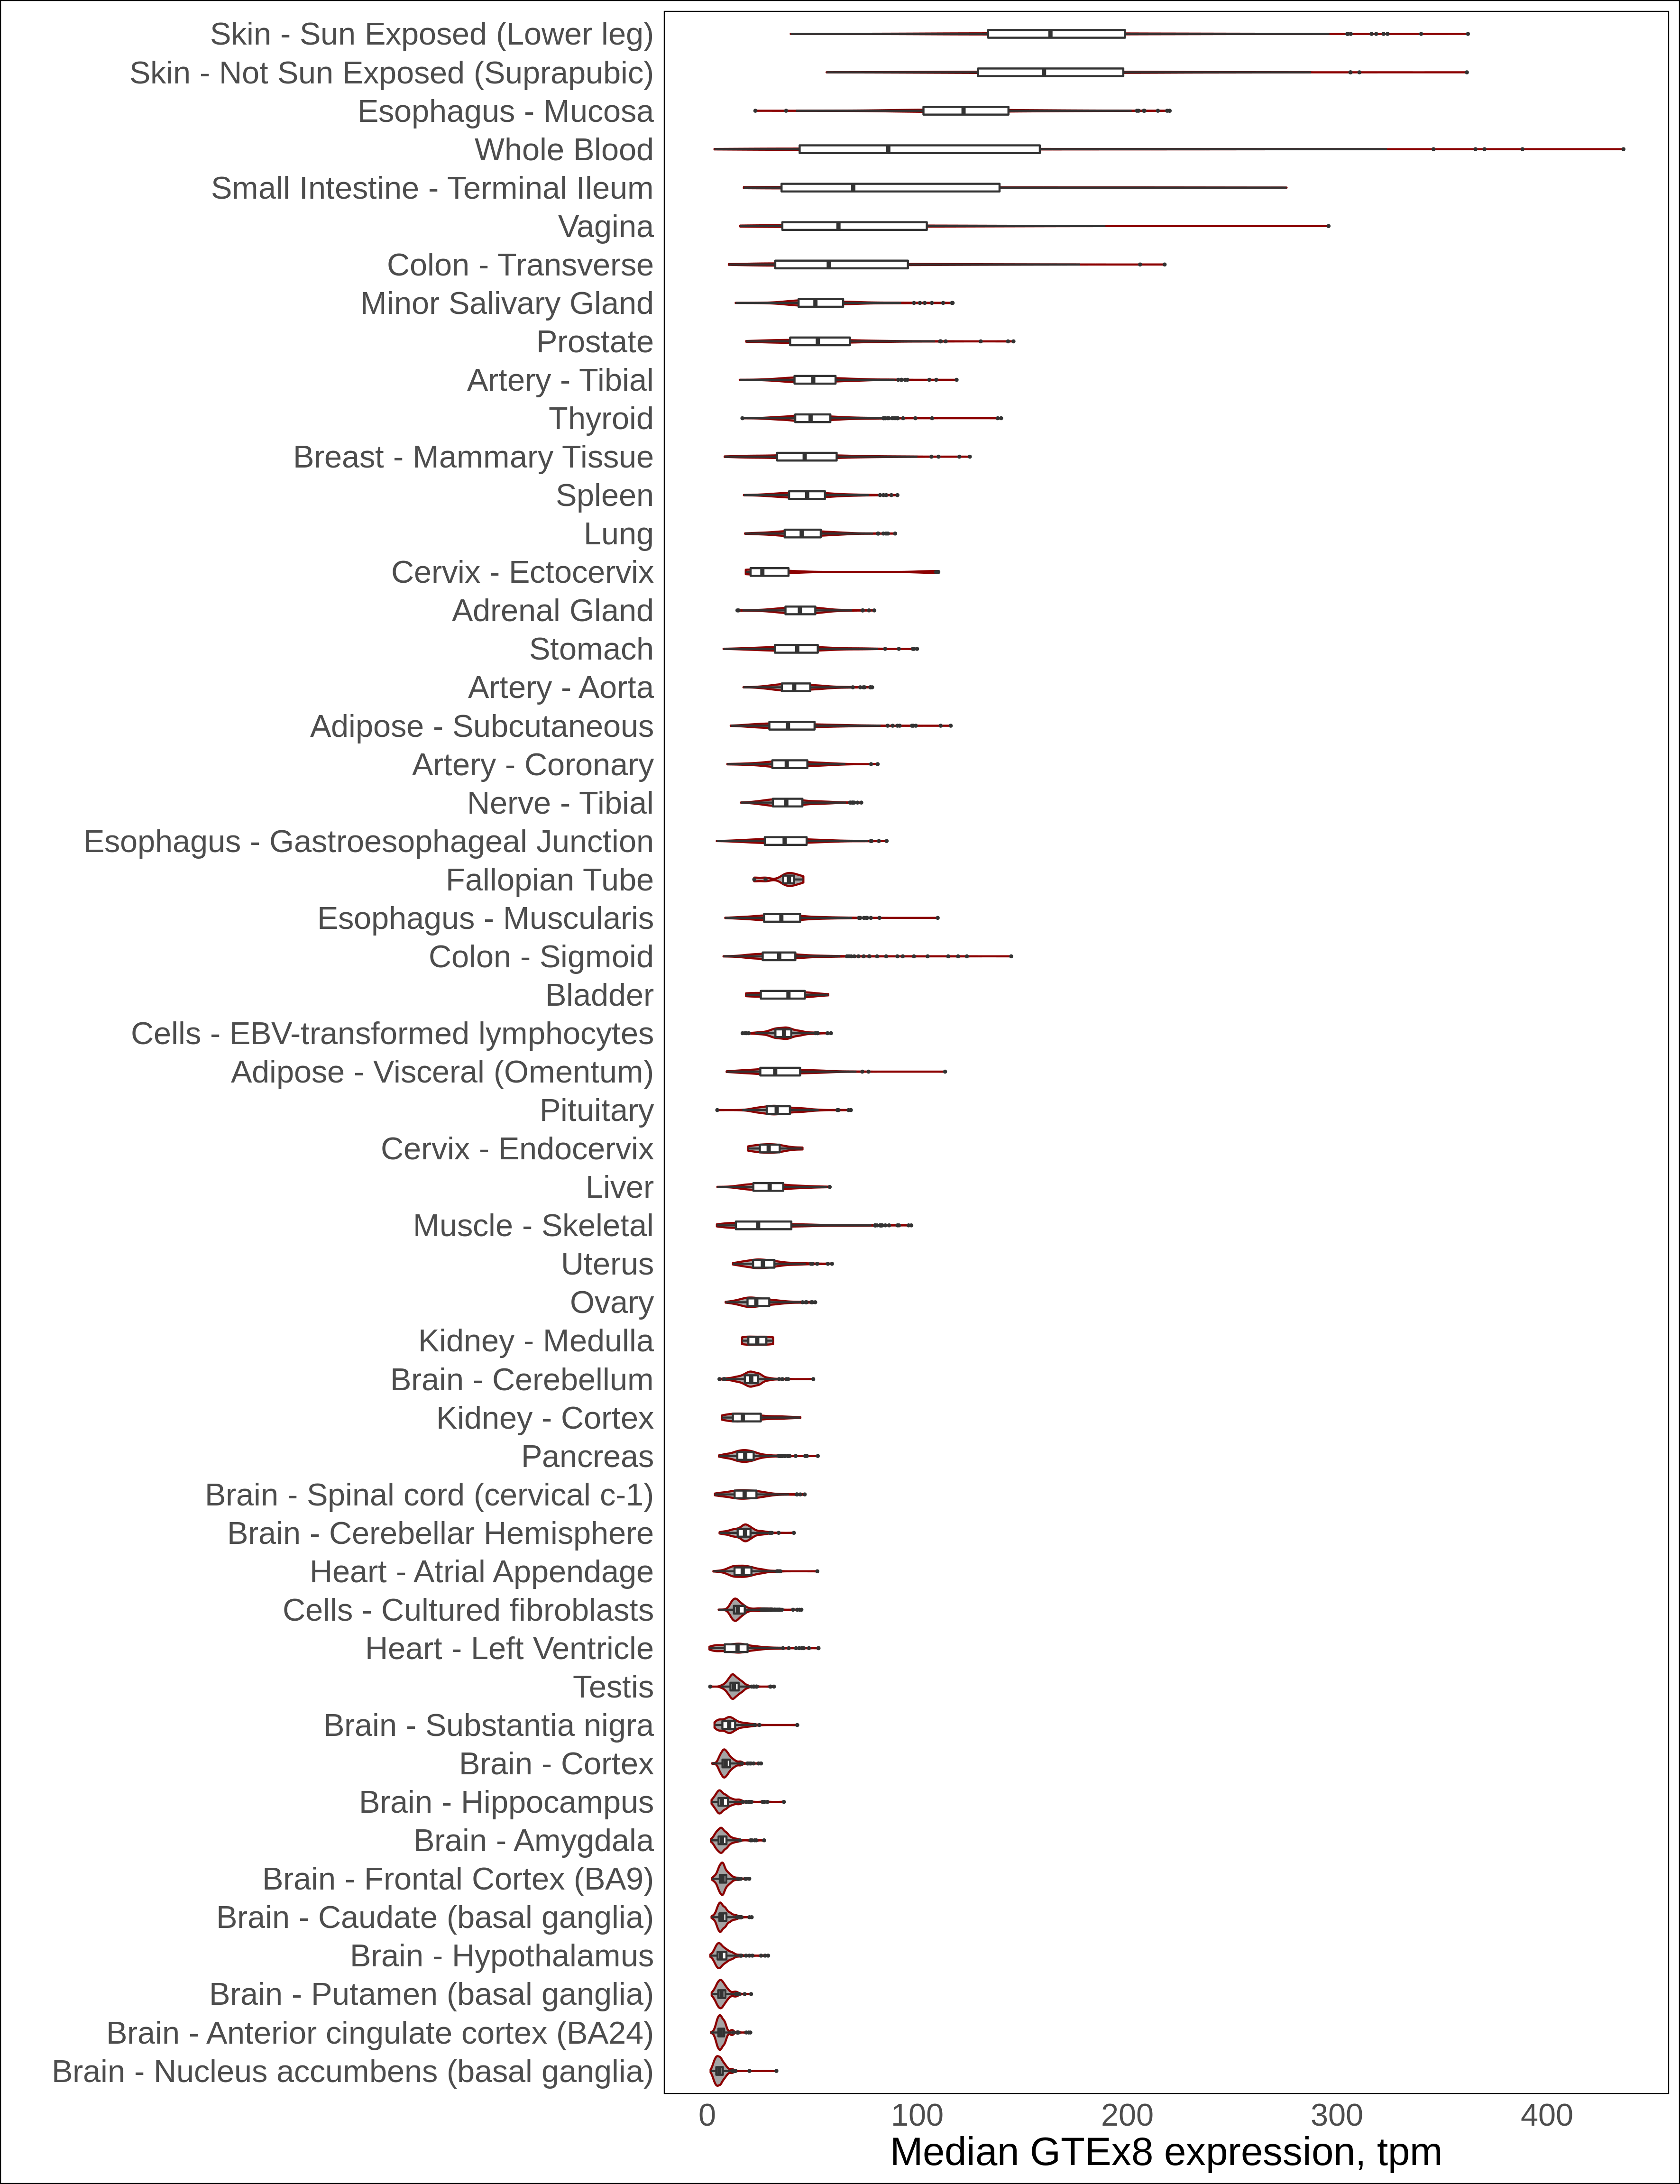 Skin - Sun Exposed (Lower leg)
Skin - Not Sun Exposed (Suprapubic)
Esophagus - Mucosa
Whole Blood
Small Intestine - Terminal Ileum
Vagina
Colon - Transverse
Minor Salivary Gland
Prostate
Artery - Tibial
Thyroid
Breast - Mammary Tissue
Spleen
Lung
Cervix - Ectocervix
Adrenal Gland
Stomach
Artery - Aorta
Adipose - Subcutaneous
Artery - Coronary
Nerve - Tibial
Esophagus - Gastroesophageal Junction
Fallopian Tube
Esophagus - Muscularis
Colon - Sigmoid
Bladder
Cells - EBV-transformed lymphocytes
Adipose - Visceral (Omentum)
Pituitary
Cervix - Endocervix
Liver
Muscle - Skeletal
Uterus
Ovary
Kidney - Medulla
Brain - Cerebellum
Kidney - Cortex
Pancreas
Brain - Spinal cord (cervical c-1)
Brain - Cerebellar Hemisphere
Heart - Atrial Appendage
Cells - Cultured fibroblasts
Heart - Left Ventricle
Testis
Brain - Substantia nigra
Brain - Cortex
Brain - Hippocampus
Brain - Amygdala
Brain - Frontal Cortex (BA9)
Brain - Caudate (basal ganglia)
Brain - Hypothalamus
Brain - Putamen (basal ganglia)
Brain - Anterior cingulate cortex (BA24)
Brain - Nucleus accumbens (basal ganglia)
0 100 200 300 400
Median GTEx8 expression, tpm